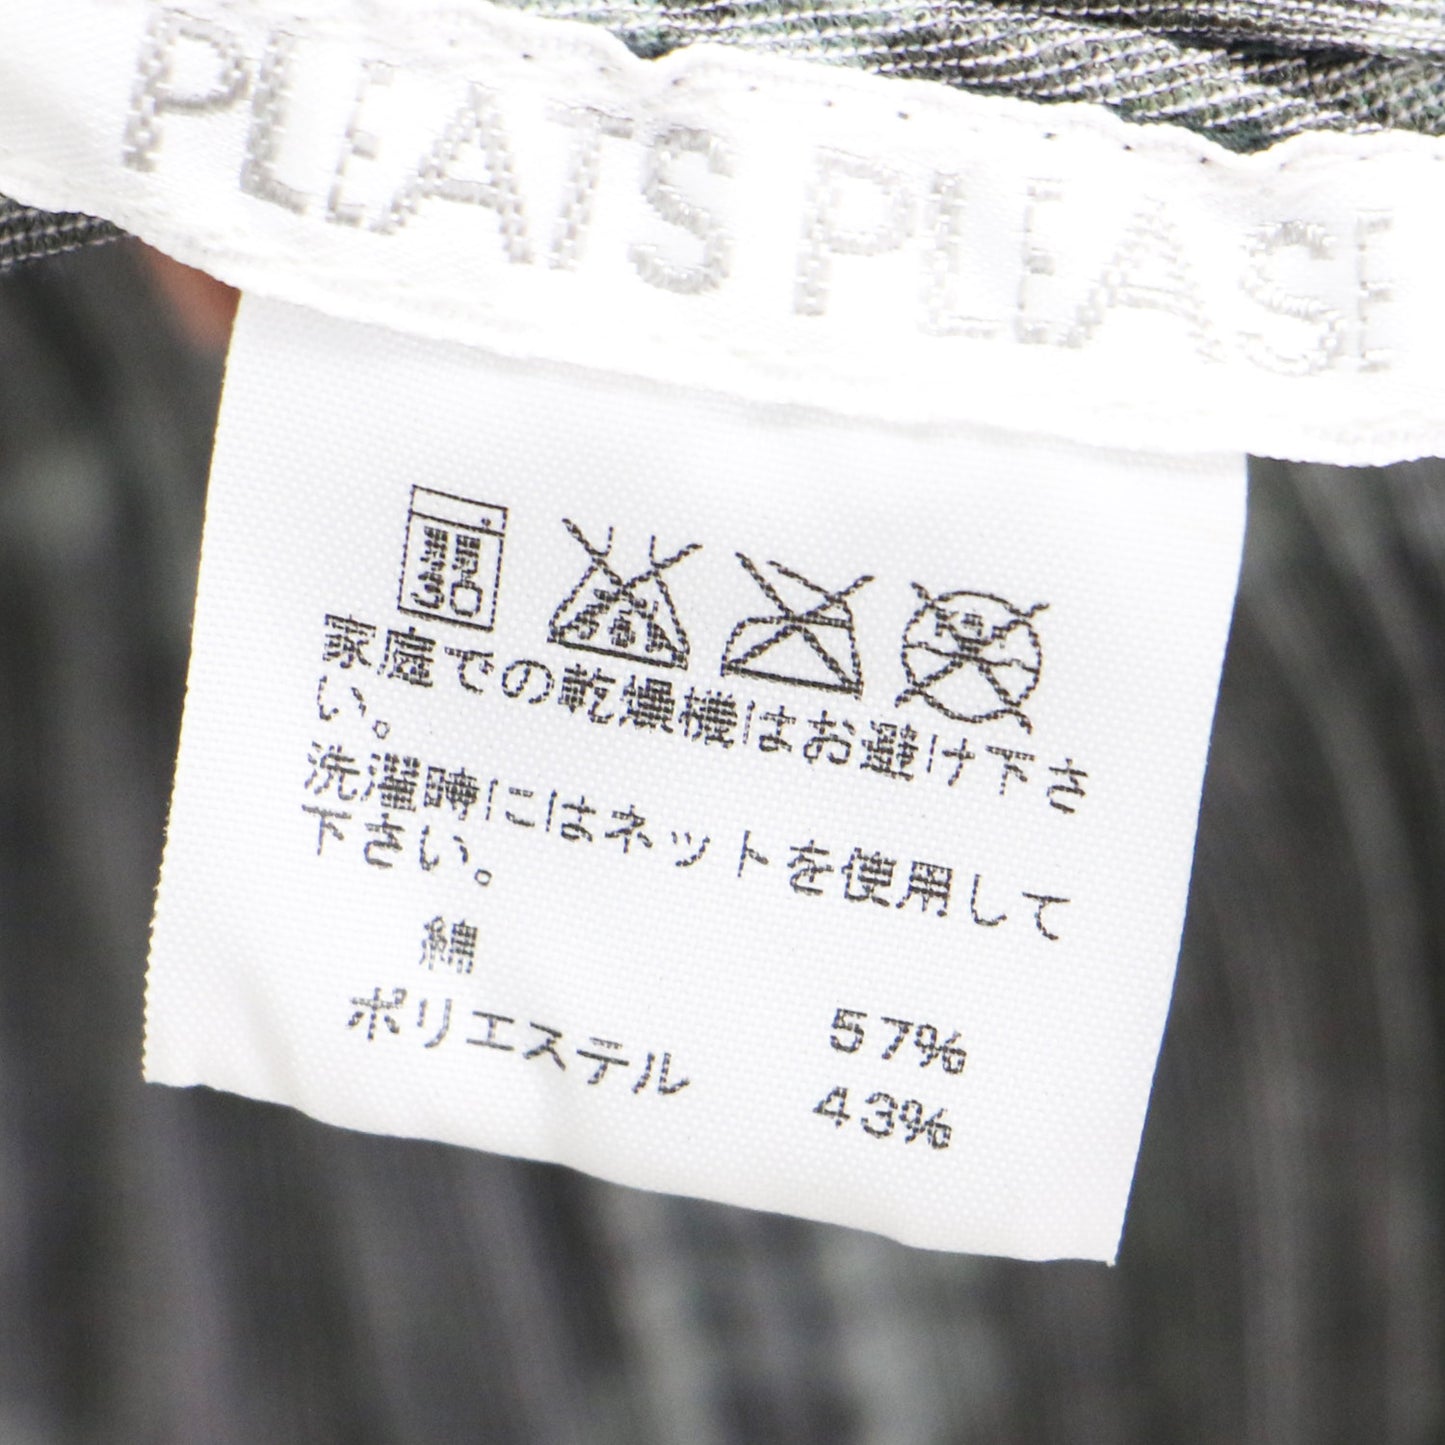 PLEATS PLEASE
30
家庭での乾燥機はお避け下さ
い。
洗濯時にはネットを使用して
下さい。
綿 57%
ポリエステル 43%